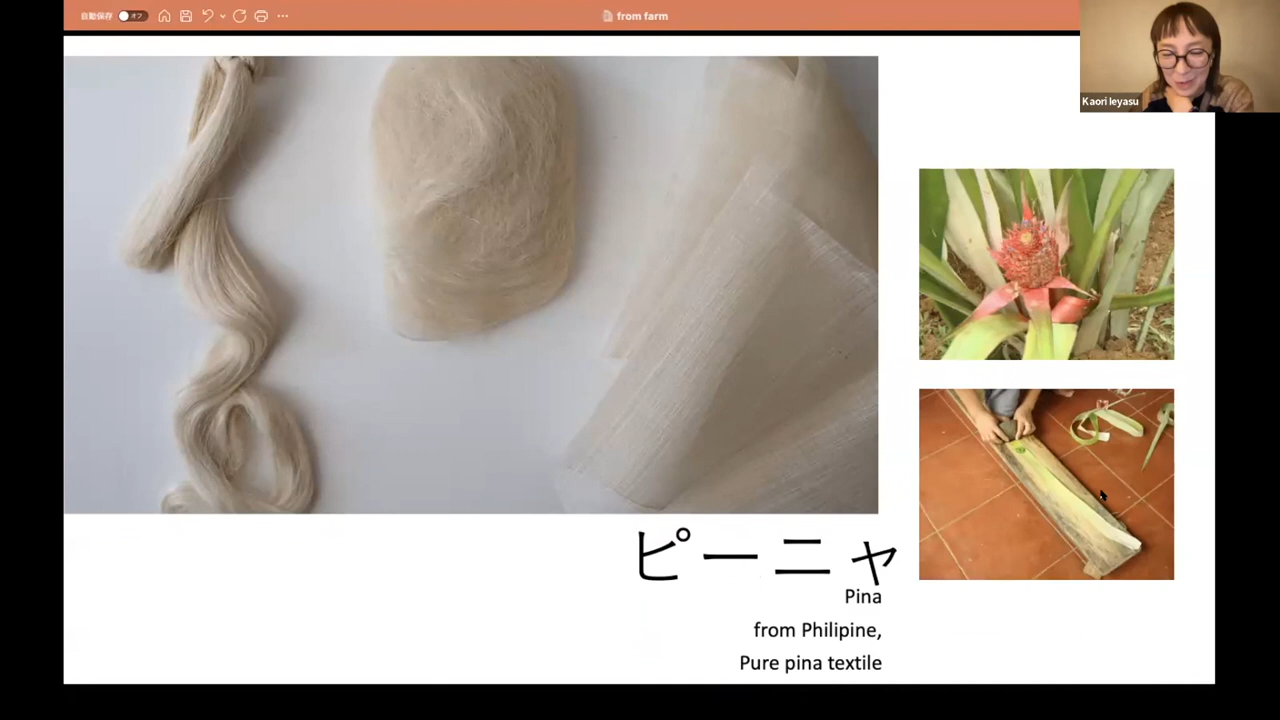 自動保存 オフ
from farm
Kaori Ieyasu
ピーニャ
Pina
from Philipine,
Pure pina textile